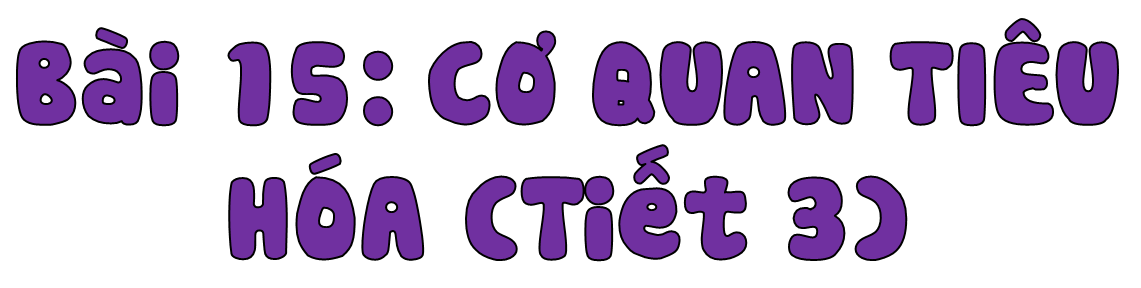 Bài 15: CƠ QUAN TIÊU
HÓA (Tiết 3)